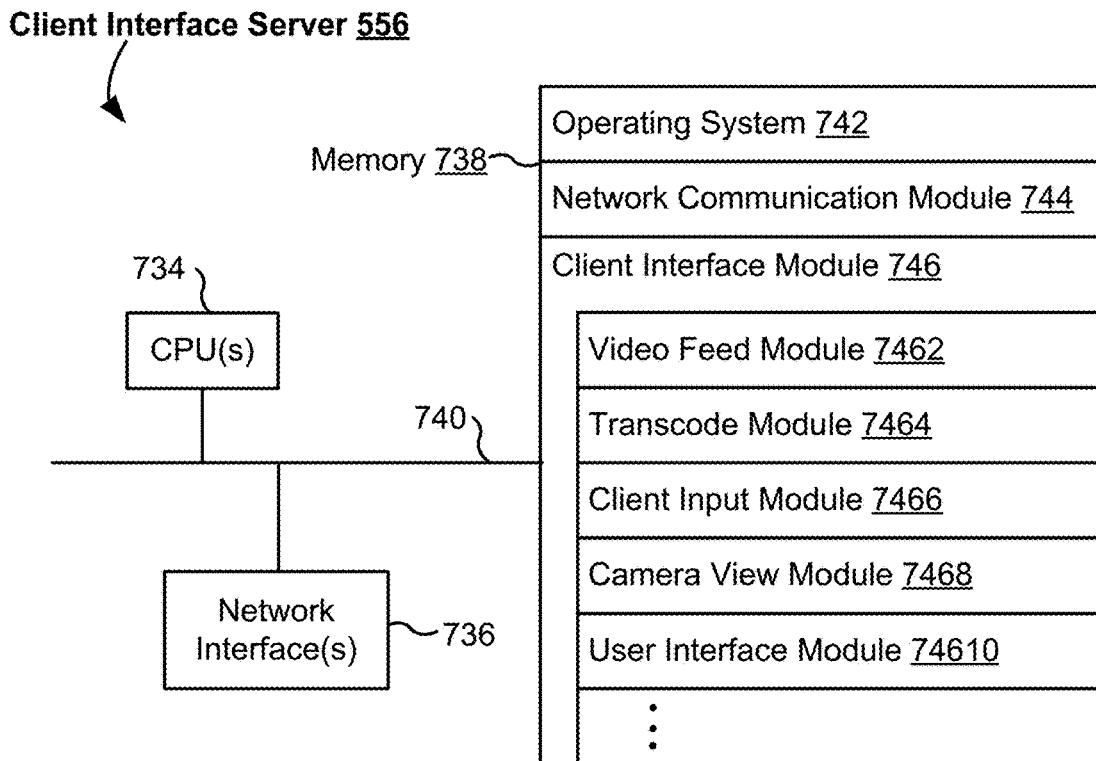 Client Interface Server 556
Operating System 742
Memory 738
Network Communication Module 744
Client Interface Module 746
734
CPU(s)
Video Feed Module 7462
740
Transcode Module 7464
Client Input Module 7466
Camera View Module 7468
Network
Interface(s)
736
User Interface Module 74610